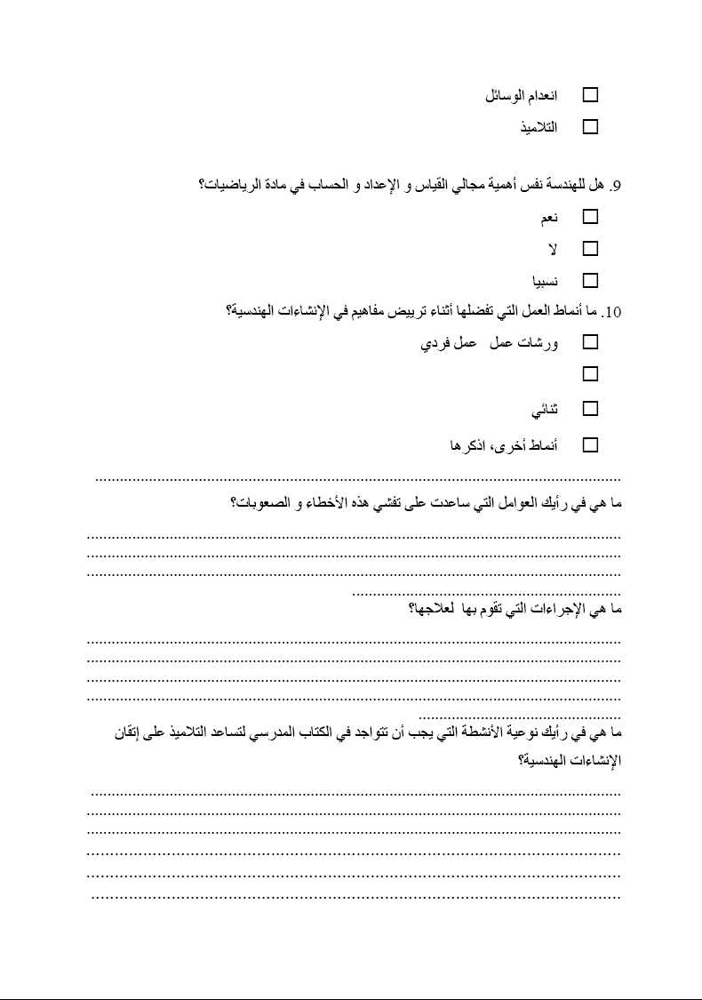 ☐ انعدام الوسائل
☐ التلاميذ
9. هل للهندسة نفس أهمية مجالي القياس و الإعداد و الحساب في مادة الرياضيات؟
☐ نعم
☐ لا
☐ نسبيا
10. ما أنماط العمل التي تفضلها أثناء ترييض مفاهيم في الإنشاءات الهندسية؟
☐ ورشات عمل   عمل فردي
☐
☐ ثنائي
☐ أنماط أخرى، اذكرها
................................................................................................................................
ما هي في رأيك العوامل التي ساعدت على تفشي هذه الأخطاء و الصعوبات؟
..................................................................................................................................
..................................................................................................................................
..................................................................................................................................
.................................................................
ما هي الإجراءات التي تقوم بها  لعلاجها؟
..................................................................................................................................
..................................................................................................................................
..................................................................................................................................
..................................................................................................................................
.................................................
ما هي في رأيك نوعية الأنشطة التي يجب أن تتواجد في الكتاب المدرسي لتساعد التلاميذ على إتقان
الإنشاءات الهندسية؟
.................................................................................................................................
..................................................................................................................................
..................................................................................................................................
..................................................................................................................................
..................................................................................................................................
.................................................................................................................................